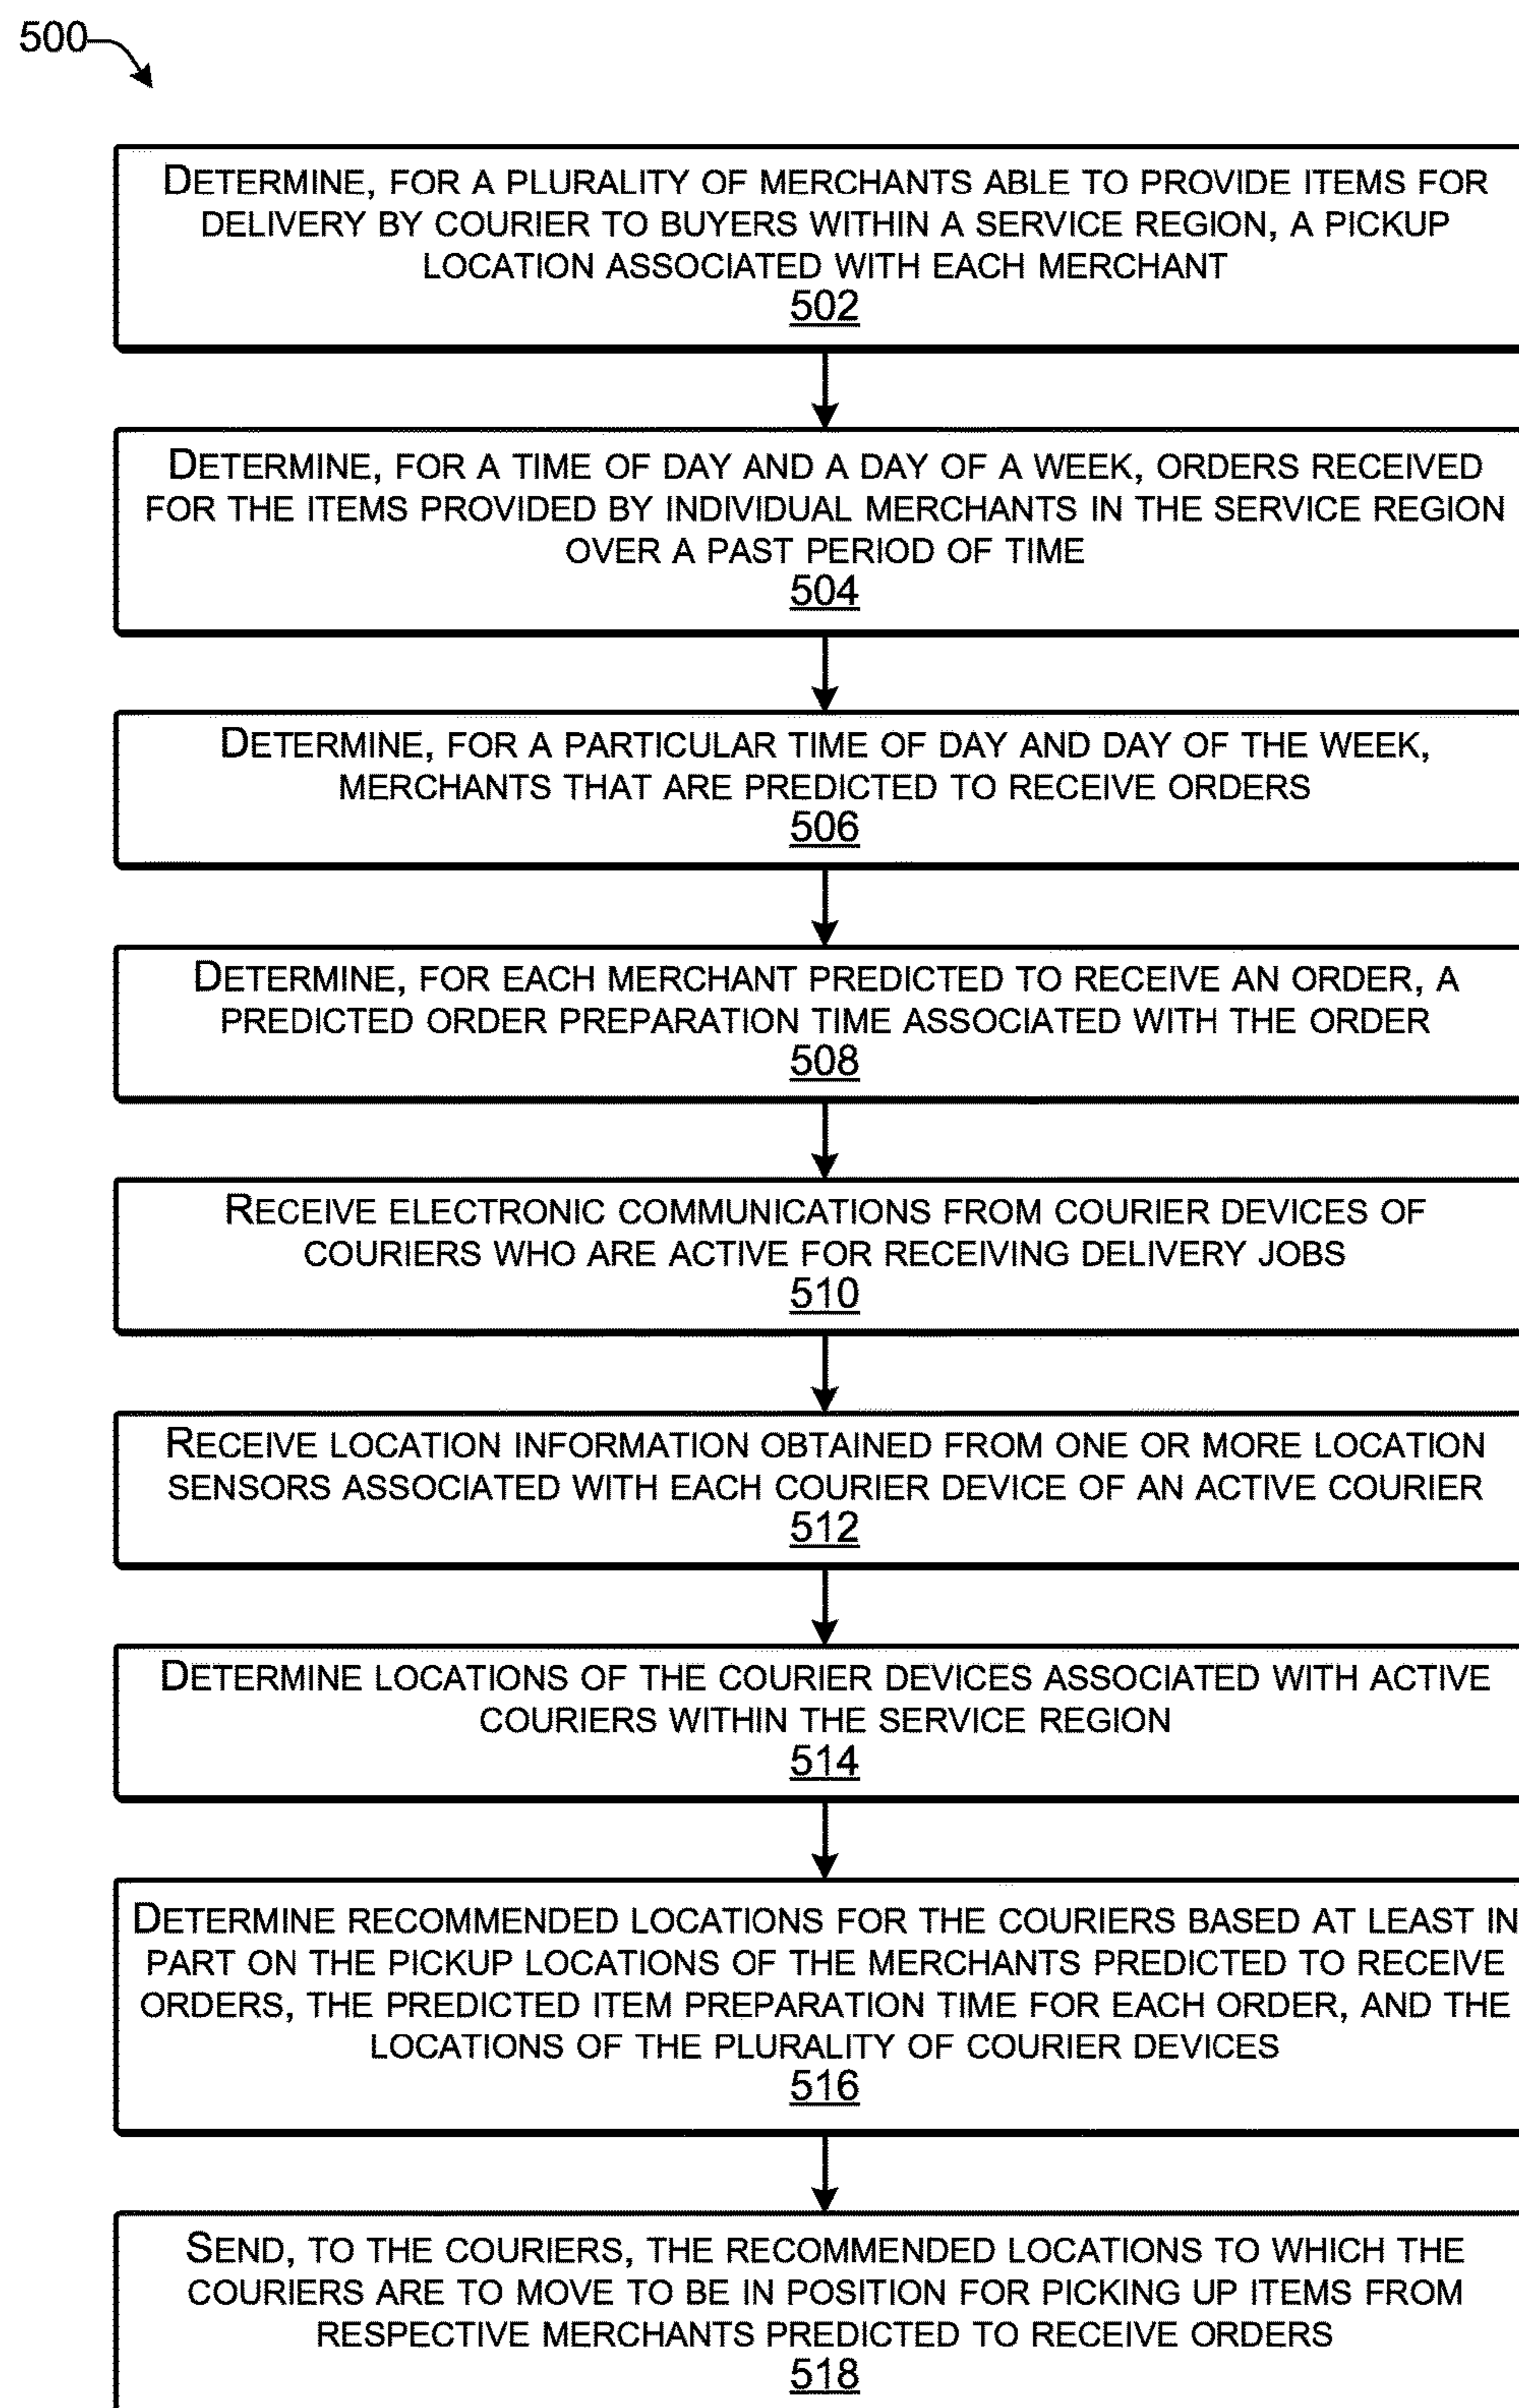 500
DETERMINE, FOR A PLURALITY OF MERCHANTS ABLE TO PROVIDE ITEMS FOR
DELIVERY BY COURIER TO BUYERS WITHIN A SERVICE REGION, A PICKUP
LOCATION ASSOCIATED WITH EACH MERCHANT
502
DETERMINE, FOR A TIME OF DAY AND A DAY OF A WEEK, ORDERS RECEIVED
FOR THE ITEMS PROVIDED BY INDIVIDUAL MERCHANTS IN THE SERVICE REGION
OVER A PAST PERIOD OF TIME
504
DETERMINE, FOR A PARTICULAR TIME OF DAY AND DAY OF THE WEEK,
MERCHANTS THAT ARE PREDICTED TO RECEIVE ORDERS
506
DETERMINE, FOR EACH MERCHANT PREDICTED TO RECEIVE AN ORDER, A
PREDICTED ORDER PREPARATION TIME ASSOCIATED WITH THE ORDER
508
RECEIVE ELECTRONIC COMMUNICATIONS FROM COURIER DEVICES OF
COURIERS WHO ARE ACTIVE FOR RECEIVING DELIVERY JOBS
510
RECEIVE LOCATION INFORMATION OBTAINED FROM ONE OR MORE LOCATION
SENSORS ASSOCIATED WITH EACH COURIER DEVICE OF AN ACTIVE COURIER
512
DETERMINE LOCATIONS OF THE COURIER DEVICES ASSOCIATED WITH ACTIVE
COURIERS WITHIN THE SERVICE REGION
514
DETERMINE RECOMMENDED LOCATIONS FOR THE COURIERS BASED AT LEAST IN
PART ON THE PICKUP LOCATIONS OF THE MERCHANTS PREDICTED TO RECEIVE
ORDERS, THE PREDICTED ITEM PREPARATION TIME FOR EACH ORDER, AND THE
LOCATIONS OF THE PLURALITY OF COURIER DEVICES
516
SEND, TO THE COURIERS, THE RECOMMENDED LOCATIONS TO WHICH THE
COURIERS ARE TO MOVE TO BE IN POSITION FOR PICKING UP ITEMS FROM
RESPECTIVE MERCHANTS PREDICTED TO RECEIVE ORDERS
518